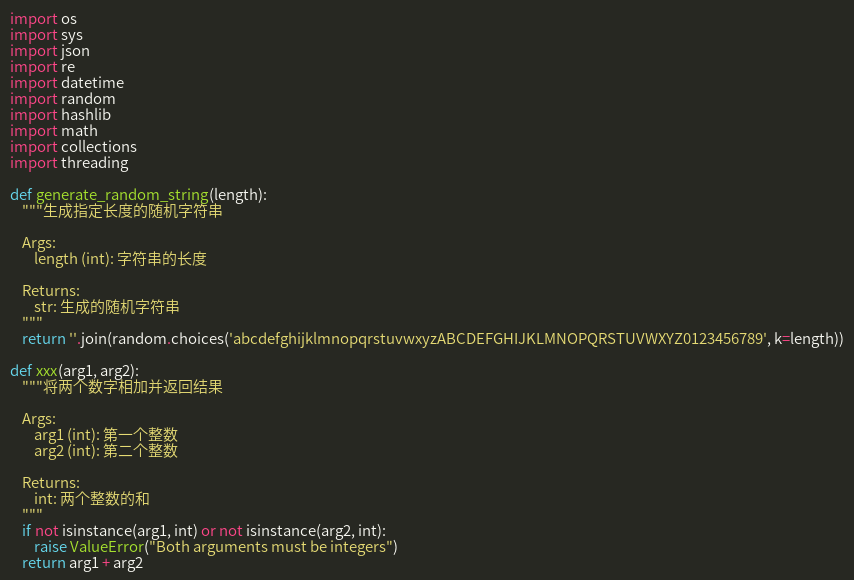 import os
import sys
import json
import re
import datetime
import random
import hashlib
import math
import collections
import threading

def generate_random_string(length):
    """生成指定长度的随机字符串

    Args:
        length (int): 字符串的长度

    Returns:
        str: 生成的随机字符串
    """
    return ''.join(random.choices('abcdefghijklmnopqrstuvwxyzABCDEFGHIJKLMNOPQRSTUVWXYZ0123456789', k=length))

def xxx(arg1, arg2):
    """将两个数字相加并返回结果

    Args:
        arg1 (int): 第一个整数
        arg2 (int): 第二个整数

    Returns:
        int: 两个整数的和
    """
    if not isinstance(arg1, int) or not isinstance(arg2, int):
        raise ValueError("Both arguments must be integers")
    return arg1 + arg2